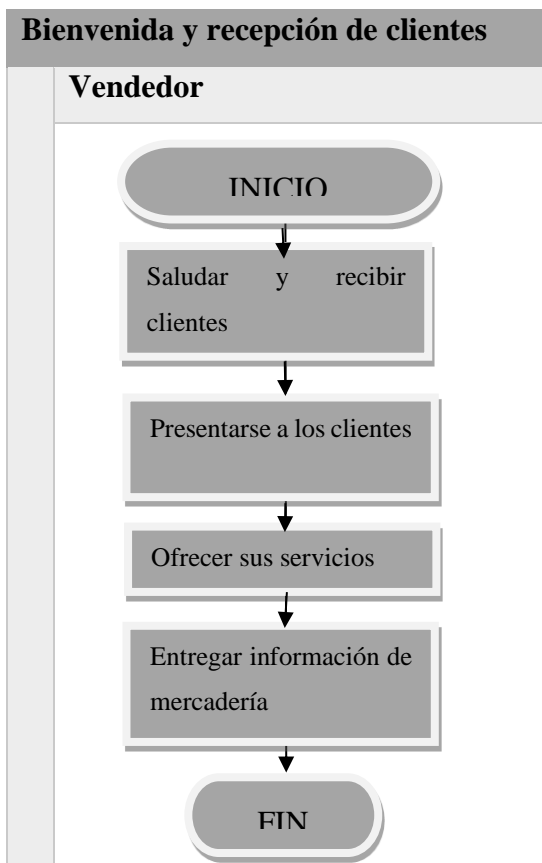 Bienvenida y recepción de clientes
Vendedor
INICIO
Saludar y recibir
clientes
Presentarse a los clientes
Ofrecer sus servicios
Entregar información de
mercadería
FIN